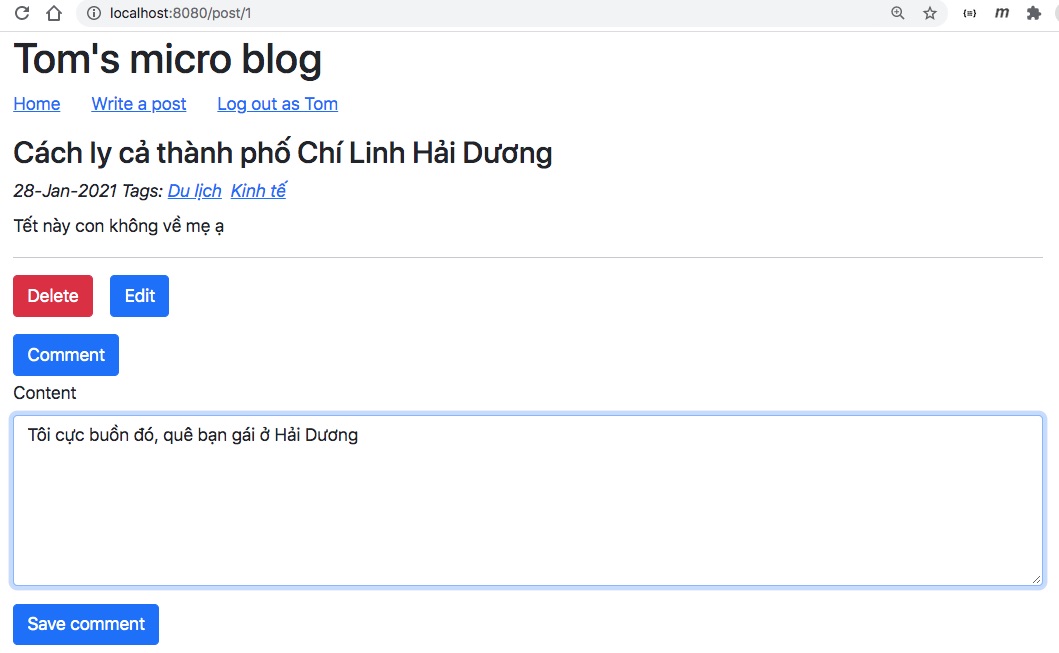 localhost:8080/post/1
Tom's micro blog
Home Write a post Log out as Tom
Cách ly cả thành phố Chí Linh Hải Dương
28-Jan-2021 Tags: Du lịch Kinh tế
Tết này con không về mẹ ạ
Delete Edit
Comment
Content
Tôi cực buồn đó, quê bạn gái ở Hải Dương
Save comment